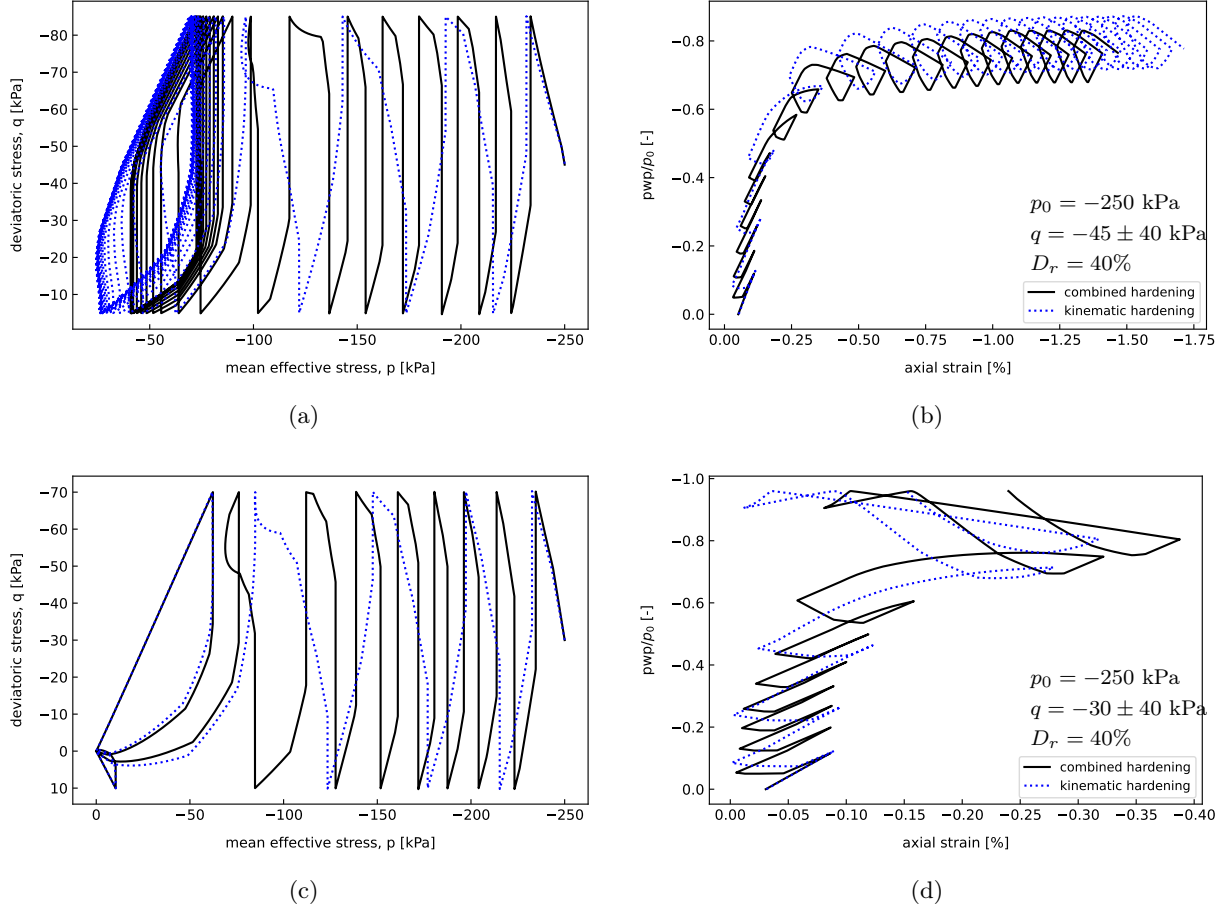 −80
−70
−60
−50
−40
−30
−20
−10
deviatoric stress, q [kPa]
−50 −100 −150 −200 −250
mean effective stress, p [kPa]
(a)
−0.8
−0.6
−0.4
−0.2
0.0
pwp/p₀ [-]
p₀ = −250 kPa
q = −45 ± 40 kPa
Dᵣ = 40%
combined hardening
kinematic hardening
0.00 −0.25 −0.50 −0.75 −1.00 −1.25 −1.50 −1.75
axial strain [%]
(b)
−70
−60
−50
−40
−30
−20
−10
0
10
deviatoric stress, q [kPa]
0 −50 −100 −150 −200 −250
mean effective stress, p [kPa]
(c)
−1.0
−0.8
−0.6
−0.4
−0.2
0.0
pwp/p₀ [-]
p₀ = −250 kPa
q = −30 ± 40 kPa
Dᵣ = 40%
combined hardening
kinematic hardening
0.00 −0.05 −0.10 −0.15 −0.20 −0.25 −0.30 −0.35 −0.40
axial strain [%]
(d)